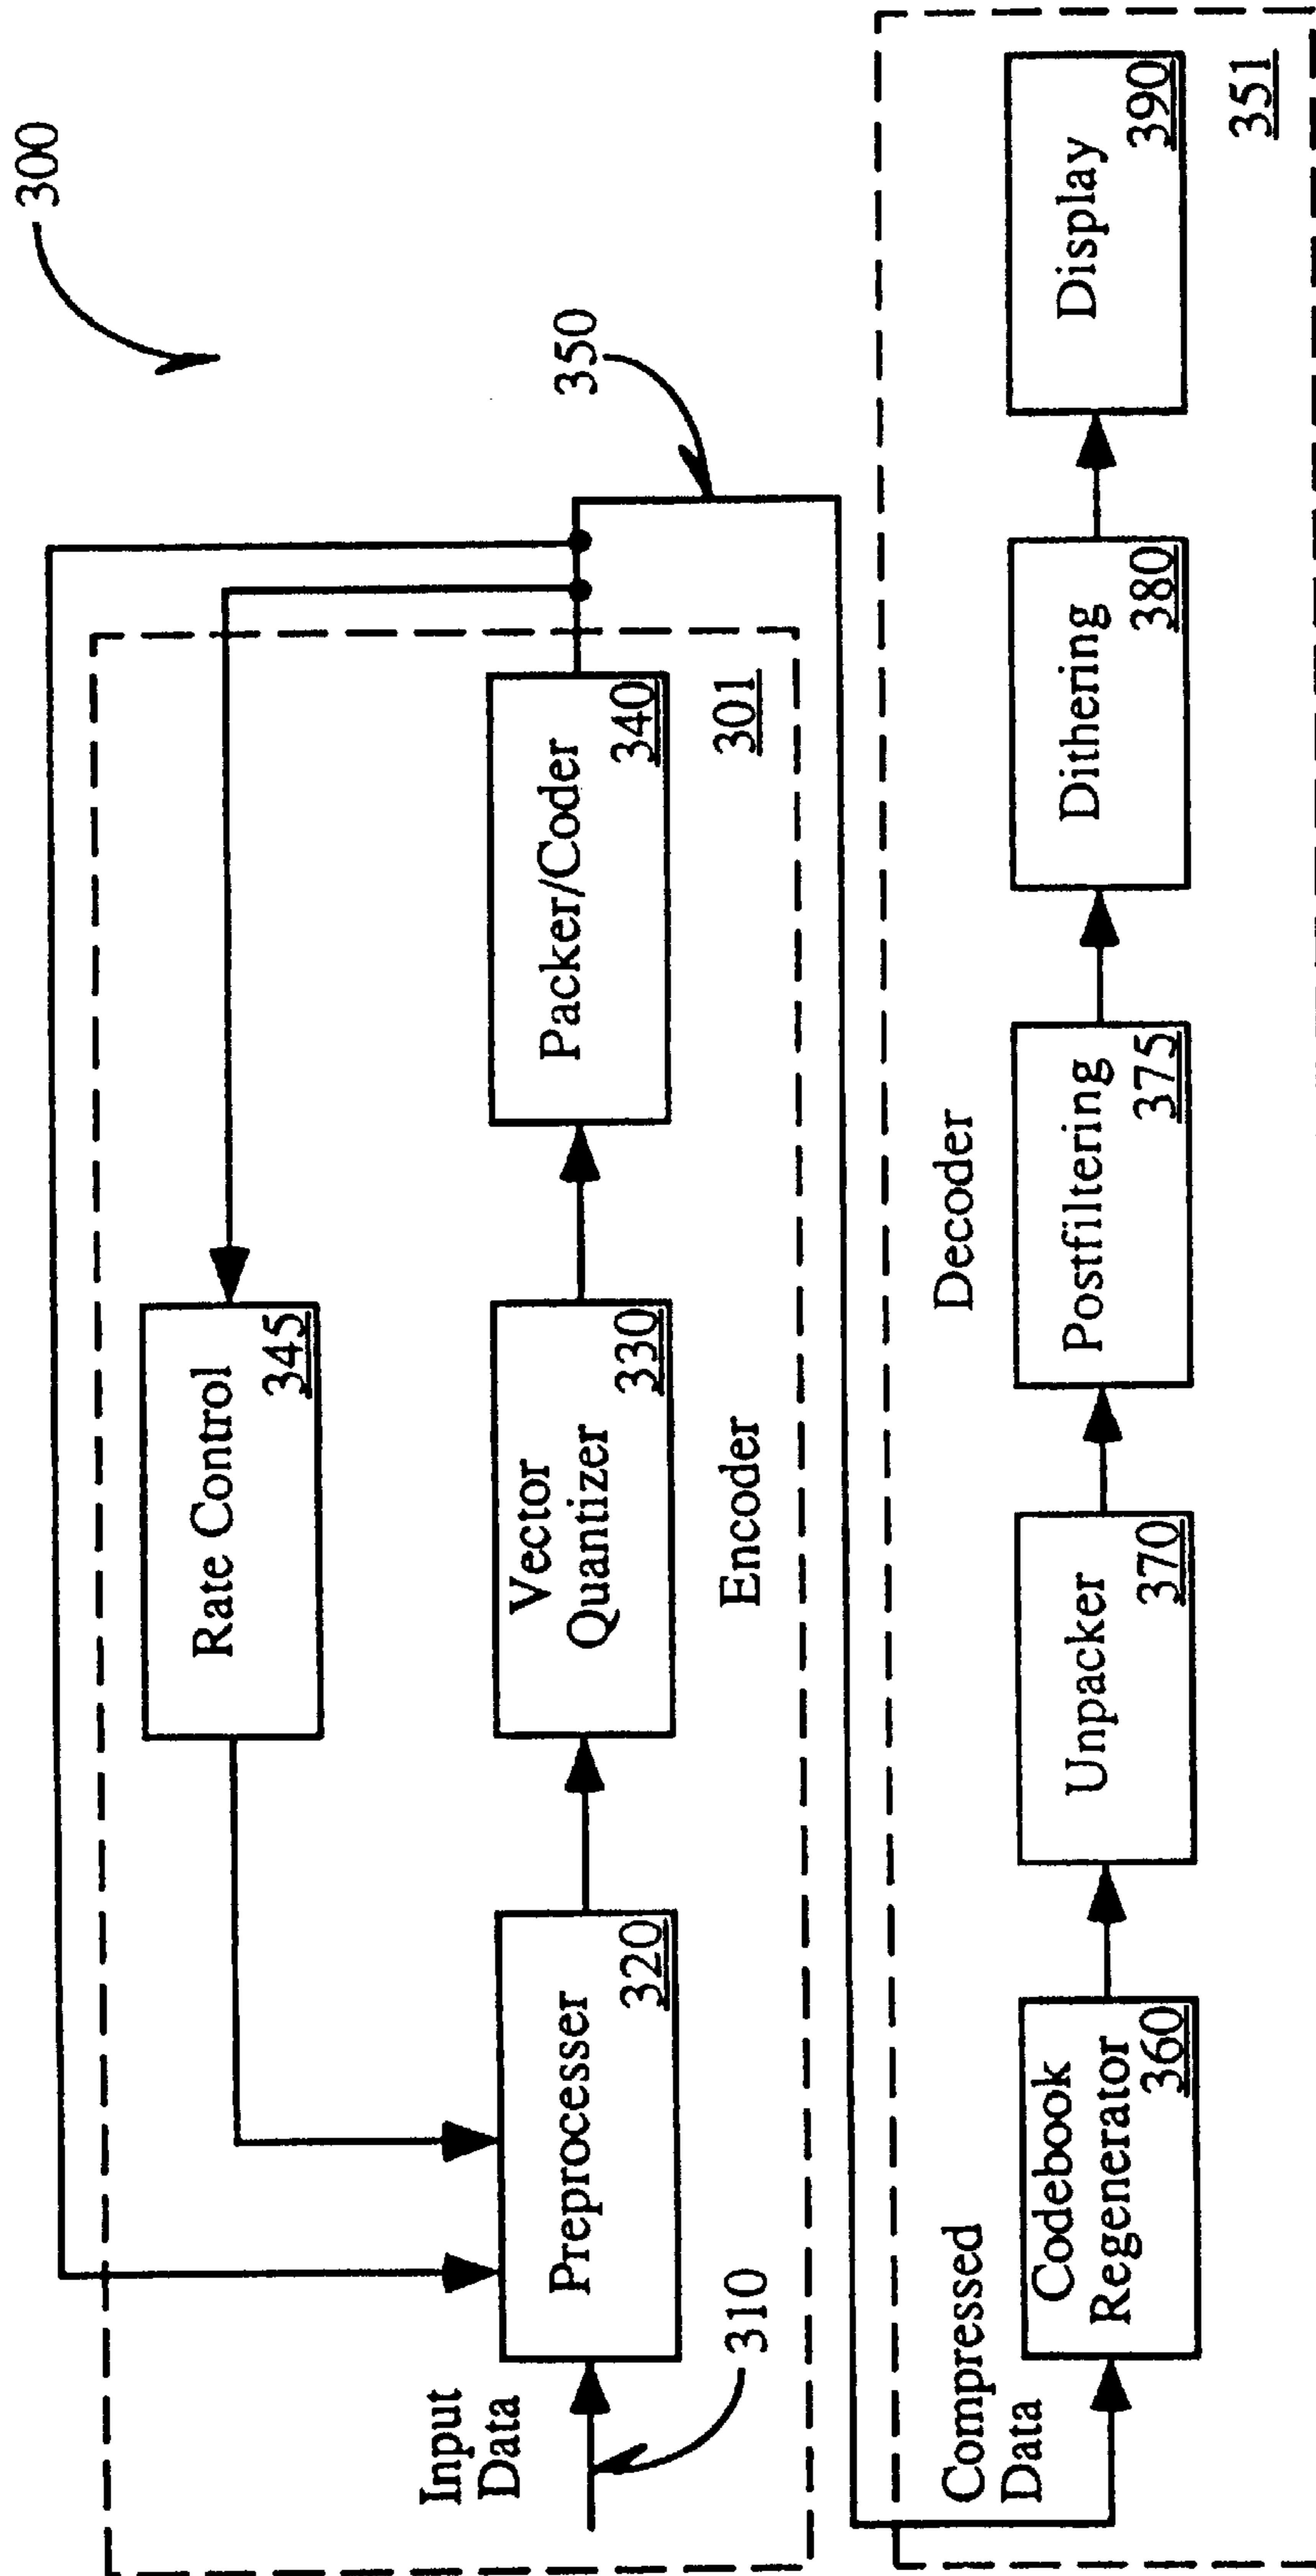 300
Rate Control
345
350
Input
Data
310
Preprocesser
320
Vector
Quantizer
330
Packer/Coder
340
Encoder
301
Compressed
Data
Decoder
Codebook
Regenerator
360
Unpacker
370
Postfiltering
375
Dithering
380
Display
390
351